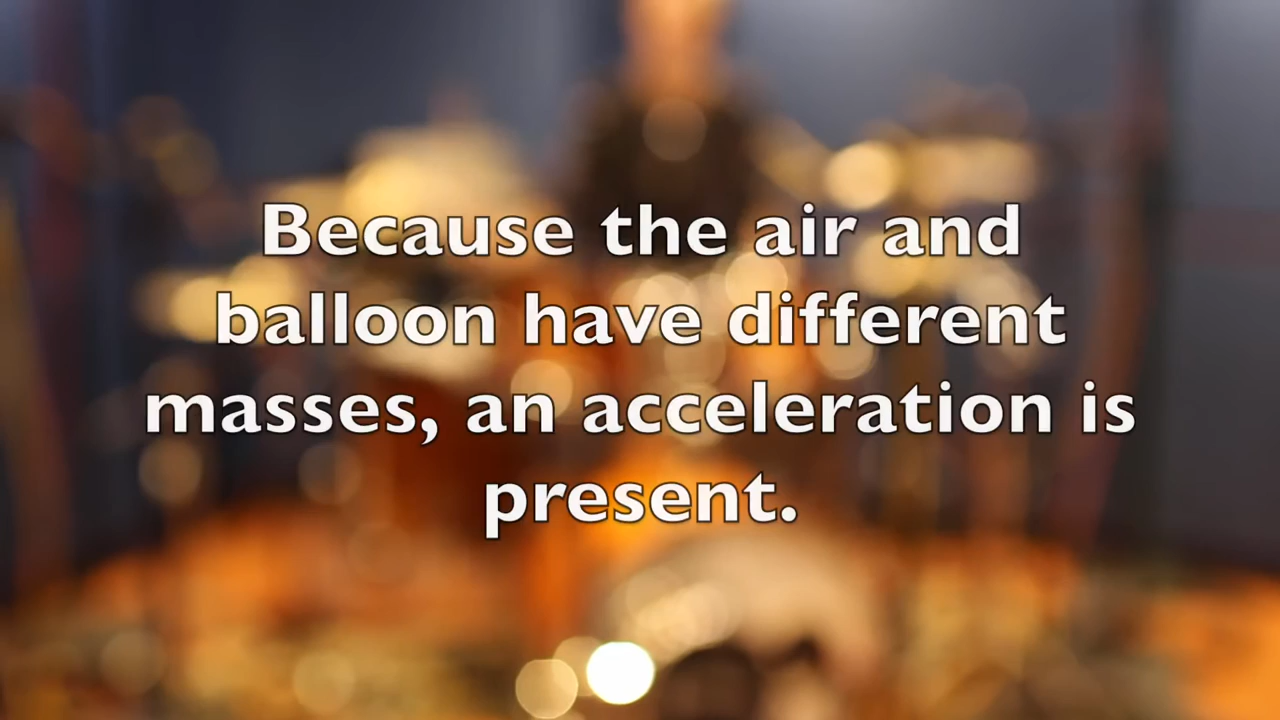 Because the air and
balloon have different
masses, an acceleration is
present.